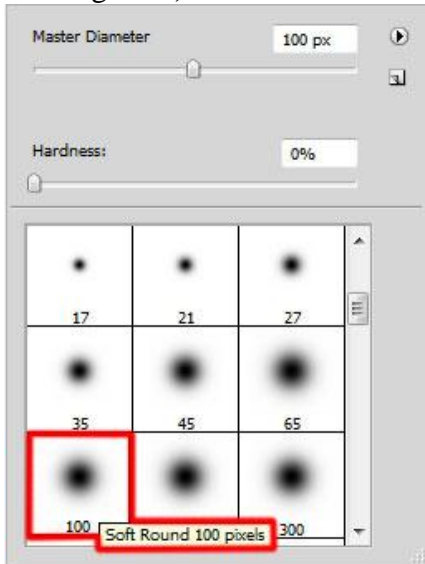 Master Diameter 100 px
Hardness: 0%
17 21 27
35 45 65
100 300
Soft Round 100 pixels